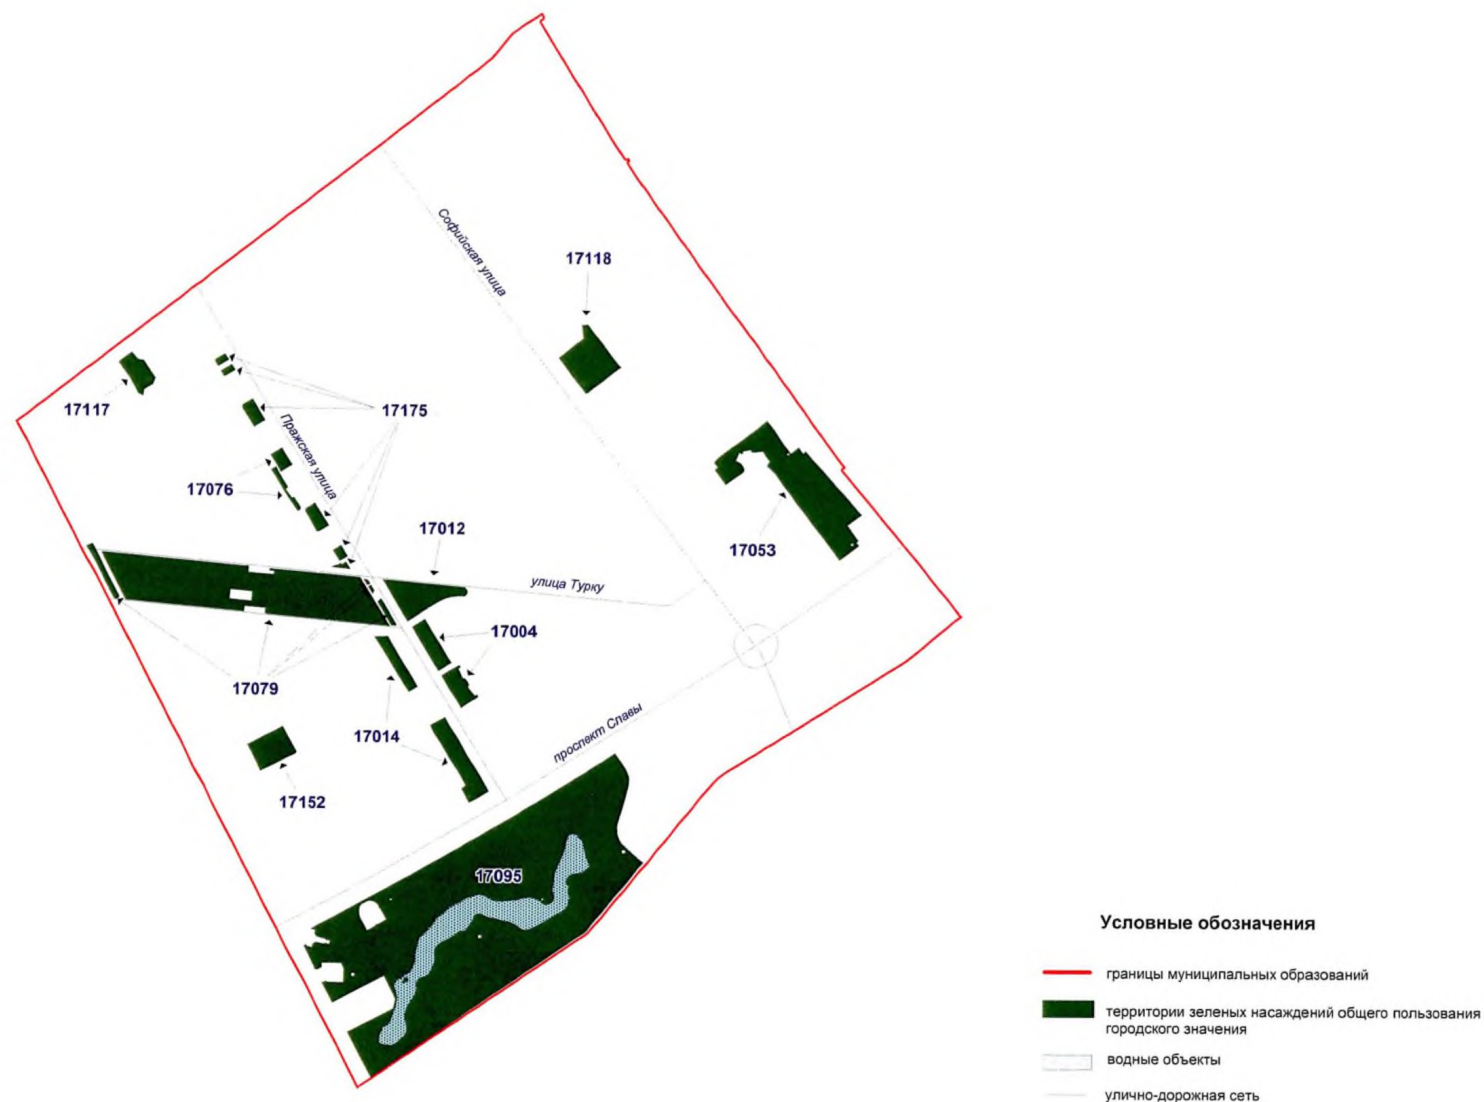 Софийская улица
17118
17117
17175
Пражская улица
17076
17012
17053
улица Турку
17004
17079
проспект Славы
17014
17152
17095
Условные обозначения
границы муниципальных образований
территории зеленых насаждений общего пользования
городского значения
водные объекты
улично-дорожная сеть